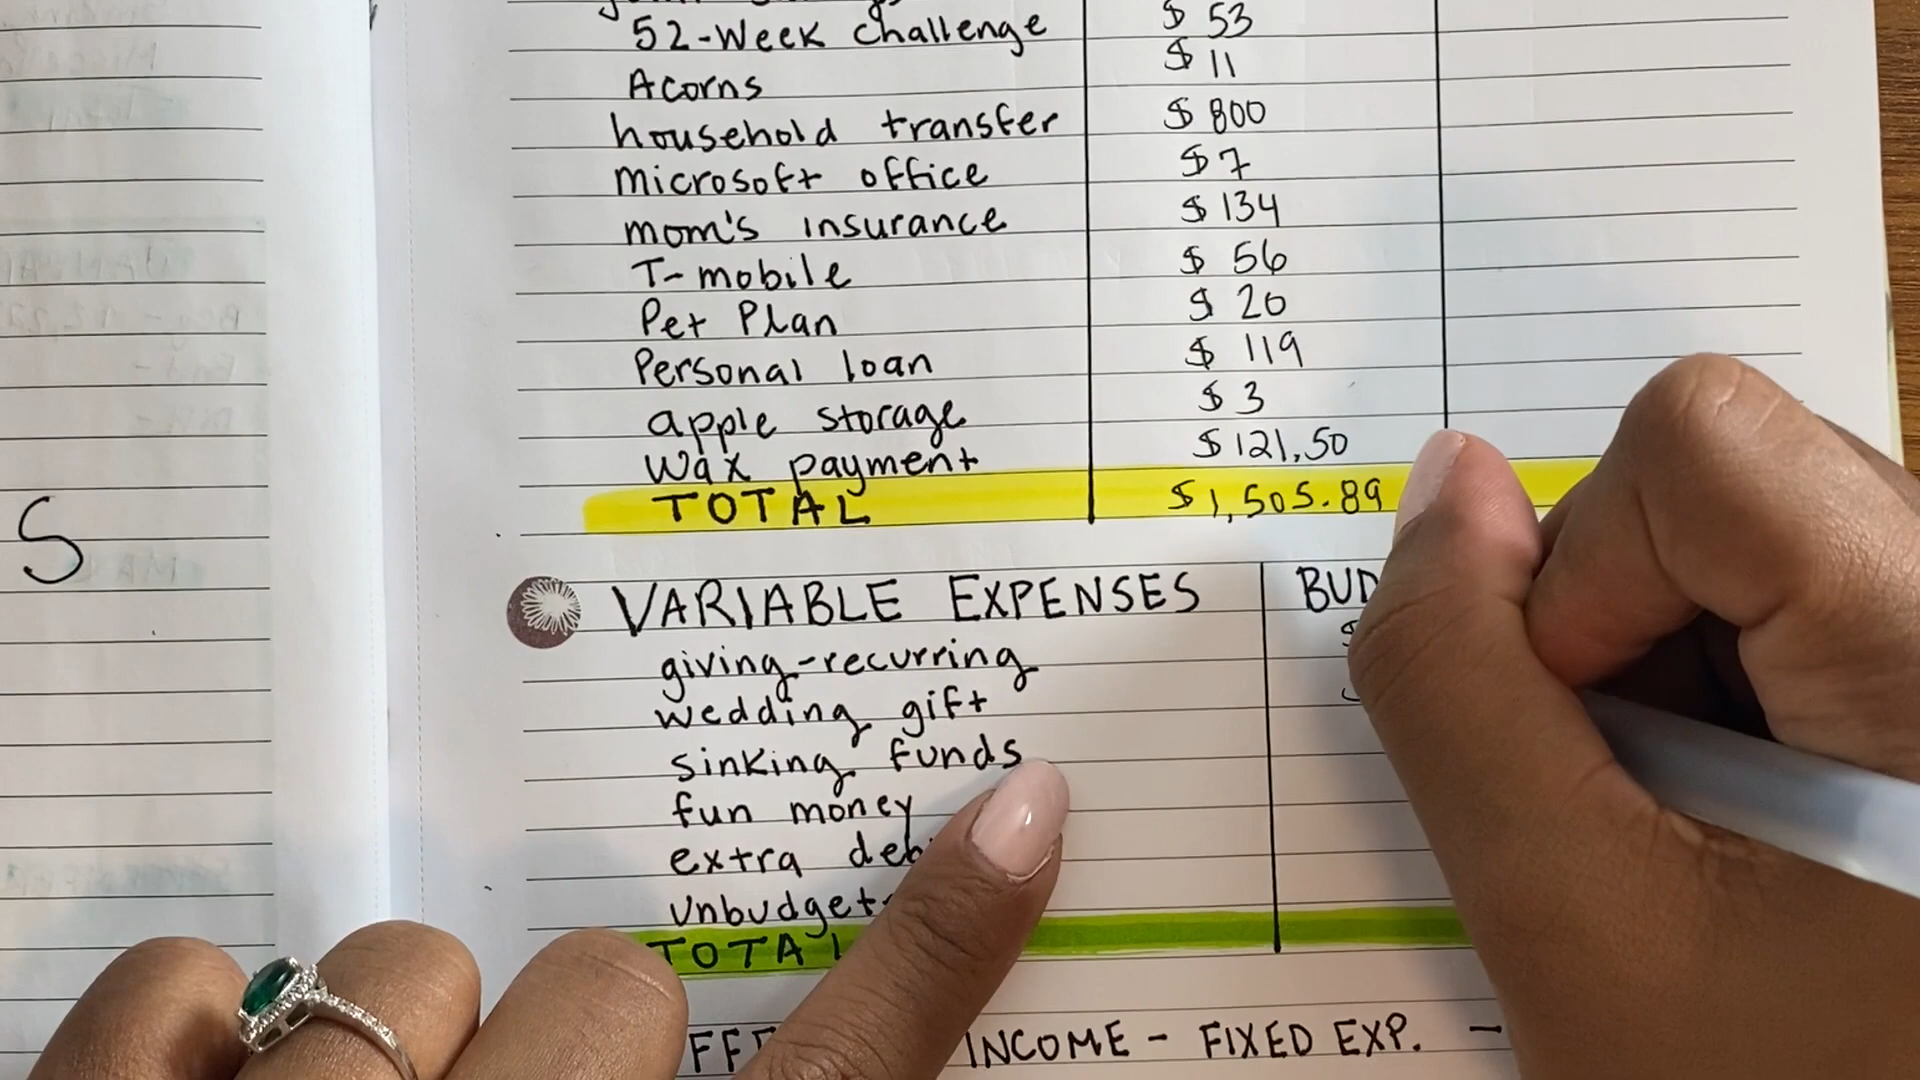 52-Week challenge $ 53
Acorns $ 11
household transfer $ 800
Microsoft office $ 7
mom's insurance $ 134
T-mobile $ 56
Pet Plan $ 20
Personal loan $ 119
apple storage $ 3
Wax payment $ 121.50
TOTAL $ 1,505.89
S
VARIABLE EXPENSES
giving-recurring
wedding gift
sinking funds
fun money
extra
TOTAL
INCOME - FIXED EXP. -